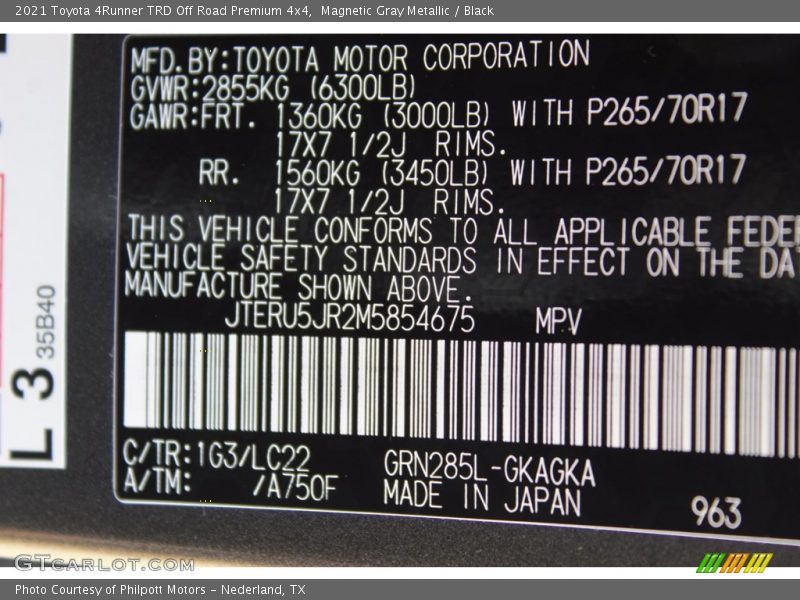 2021 Toyota 4Runner TRD Off Road Premium 4x4, Magnetic Gray Metallic / Black
MFD.BY:TOYOTA MOTOR CORPORATION
GVWR:2855KG (6300LB)
GAWR:FRT. 1360KG (3000LB) WITH P265/70R17
17X7 1/2J RIMS.
RR. 1560KG (3450LB) WITH P265/70R17
17X7 1/2J RIMS.
THIS VEHICLE CONFORMS TO ALL APPLICABLE FEDER
VEHICLE SAFETY STANDARDS IN EFFECT ON THE DA
MANUFACTURE SHOWN ABOVE.
JTERU5JR2M5854675 MPV
C/TR:1G3/LC22 GRN285L-GKAGKA
A/TM: /A750F MADE IN JAPAN
963
L 3 35B40
GTcarlot.com
Photo Courtesy of Philpott Motors - Nederland, TX